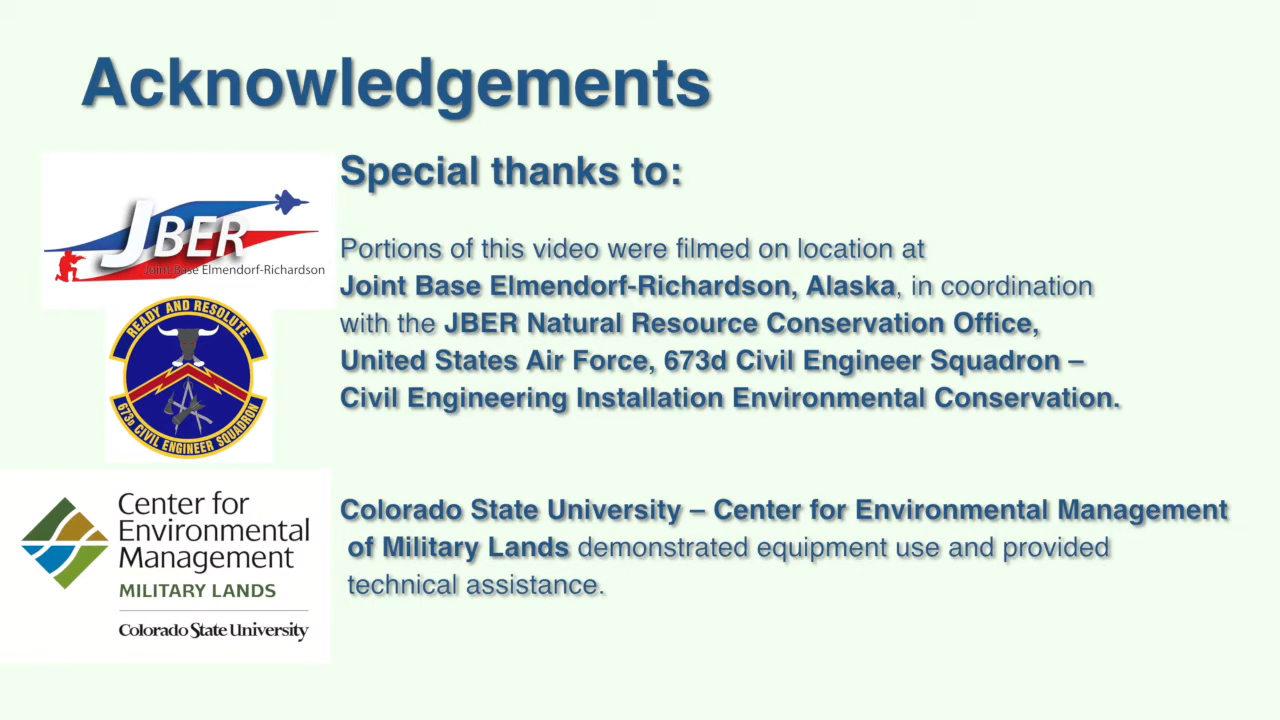 Acknowledgements
Special thanks to:
JBER
Joint Base Elmendorf-Richardson
Portions of this video were filmed on location at
Joint Base Elmendorf-Richardson, Alaska, in coordination
with the JBER Natural Resource Conservation Office,
United States Air Force, 673d Civil Engineer Squadron –
Civil Engineering Installation Environmental Conservation.
READY AND RESOLUTE
673D CIVIL ENGINEER SQUADRON
Center for
Environmental
Management
MILITARY LANDS
Colorado State University
Colorado State University – Center for Environmental Management
of Military Lands demonstrated equipment use and provided
technical assistance.